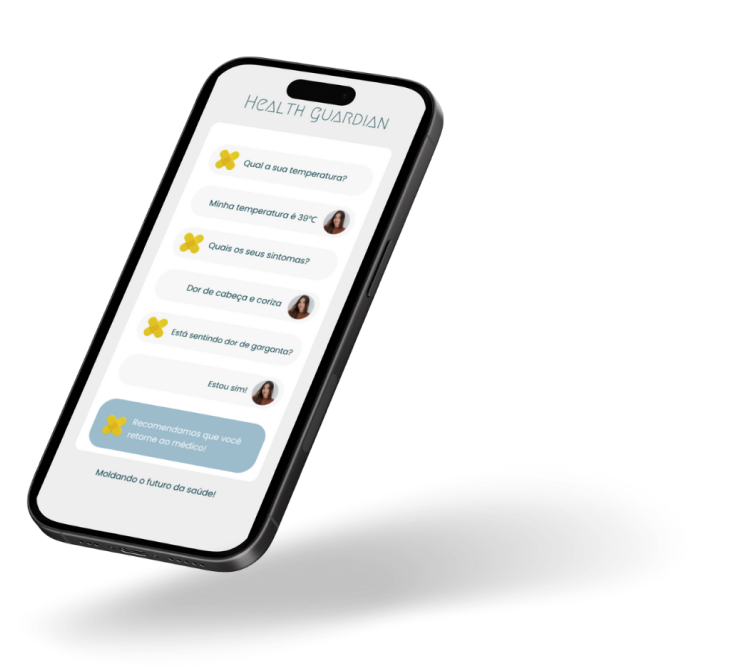 HEALTH GUARDIAN
Qual a sua temperatura?
Minha temperatura é 39°C
Quais os seus sintomas?
Dor de cabeça e coriza
Está sentindo dor de garganta?
Estou sim!
Recomendamos que você
retorne ao médico!
Moldando o futuro da saúde!